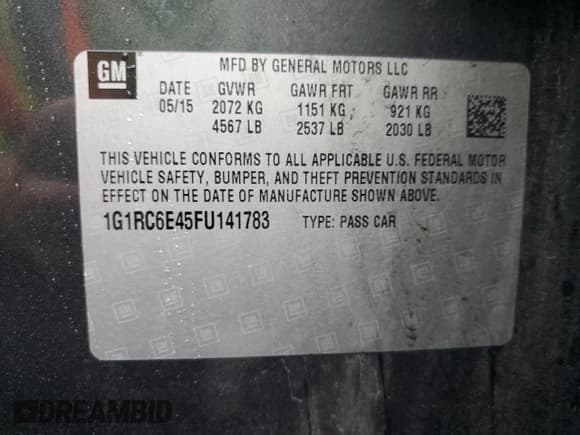 GM
MFD BY GENERAL MOTORS LLC
DATE GVWR GAWR FRT GAWR RR
05/15 2072 KG 1151 KG 921 KG
4567 LB 2537 LB 2030 LB
THIS VEHICLE CONFORMS TO ALL APPLICABLE U.S. FEDERAL MOTOR
VEHICLE SAFETY, BUMPER, AND THEFT PREVENTION STANDARDS IN
EFFECT ON THE DATE OF MANUFACTURE SHOWN ABOVE.
1G1RC6E45FU141783 TYPE: PASS CAR
DREAMBID